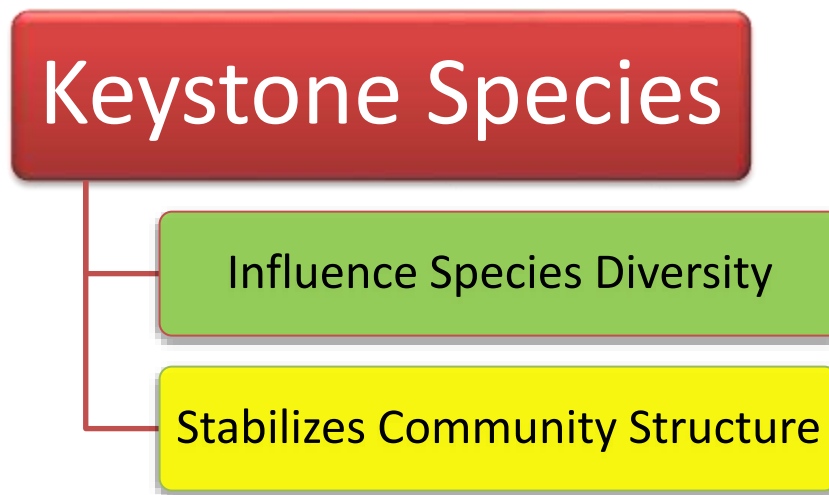 Keystone Species
Influence Species Diversity
Stabilizes Community Structure